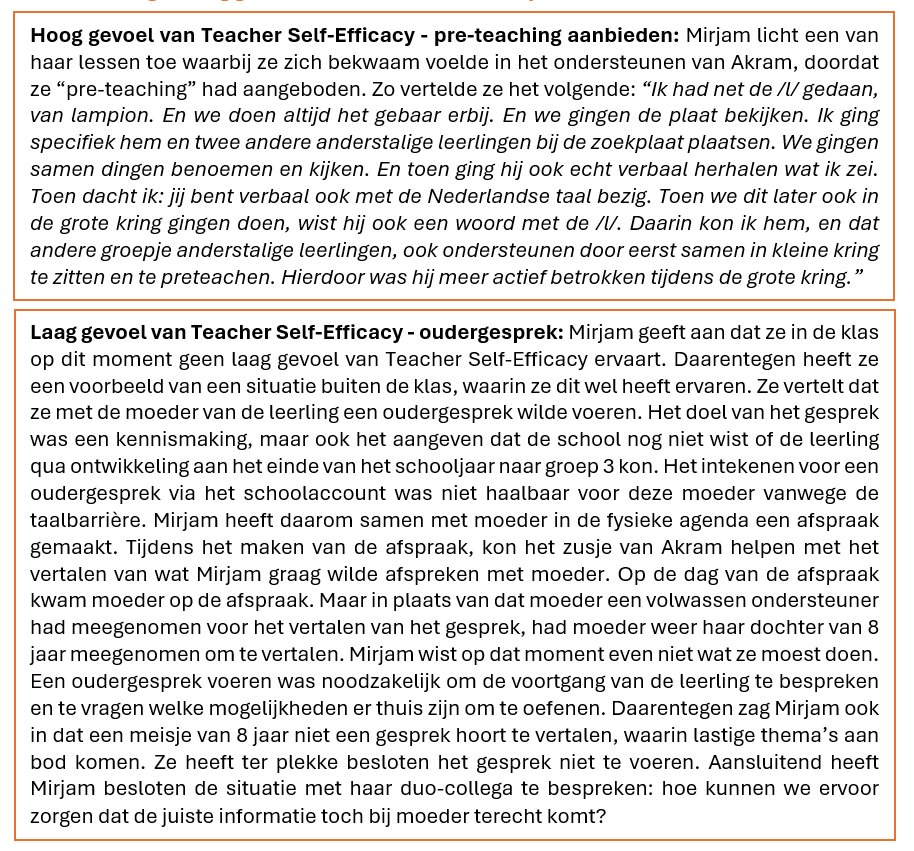 Hoog gevoel van Teacher Self-Efficacy - pre-teaching aanbieden: Mirjam licht een van
haar lessen toe waarbij ze zich bekwaam voelde in het ondersteunen van Akram, doordat
ze “pre-teaching” had aangeboden. Zo vertelde ze het volgende: “Ik had net de /l/ gedaan,
van lampion. En we doen altijd het gebaar erbij. En we gingen de plaat bekijken. Ik ging
specifiek hem en twee andere anderstalige leerlingen bij de zoekplaat plaatsen. We gingen
samen dingen benoemen en kijken. En toen ging hij ook echt verbaal herhalen wat ik zei.
Toen dacht ik: jij bent verbaal ook met de Nederlandse taal bezig. Toen we dit later ook in
de grote kring gingen doen, wist hij ook een woord met de /l/. Daarin kon ik hem, en dat
andere groepje anderstalige leerlingen, ook ondersteunen door eerst samen in kleine kring
te zitten en te preteachen. Hierdoor was hij meer actief betrokken tijdens de grote kring.”
Laag gevoel van Teacher Self-Efficacy - oudergesprek: Mirjam geeft aan dat ze in de klas
op dit moment geen laag gevoel van Teacher Self-Efficacy ervaart. Daarentegen heeft ze
een voorbeeld van een situatie buiten de klas, waarin ze dit wel heeft ervaren. Ze vertelt dat
ze met de moeder van de leerling een oudergesprek wilde voeren. Het doel van het gesprek
was een kennismaking, maar ook het aangeven dat de school nog niet wist of de leerling
qua ontwikkeling aan het einde van het schooljaar naar groep 3 kon. Het intekenen voor een
oudergesprek via het schoolaccount was niet haalbaar voor deze moeder vanwege de
taalbarrière. Mirjam heeft daarom samen met moeder in de fysieke agenda een afspraak
gemaakt. Tijdens het maken van de afspraak, kon het zusje van Akram helpen met het
vertalen van wat Mirjam graag wilde afspreken met moeder. Op de dag van de afspraak
kwam moeder op de afspraak. Maar in plaats van dat moeder een volwassen ondersteuner
had meegenomen voor het vertalen van het gesprek, had moeder weer haar dochter van 8
jaar meegenomen om te vertalen. Mirjam wist op dat moment even niet wat ze moest doen.
Een oudergesprek voeren was noodzakelijk om de voortgang van de leerling te bespreken
en te vragen welke mogelijkheden er thuis zijn om te oefenen. Daarentegen zag Mirjam ook
in dat een meisje van 8 jaar niet een gesprek hoort te vertalen, waarin lastige thema’s aan
bod komen. Ze heeft ter plekke besloten het gesprek niet te voeren. Aansluitend heeft
Mirjam besloten de situatie met haar duo-collega te bespreken: hoe kunnen we ervoor
zorgen dat de juiste informatie toch bij moeder terecht komt?